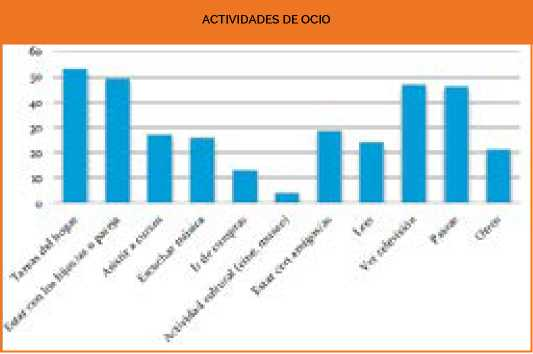 ACTIVIDADES DE OCIO
60
50
40
30
20
10
0
Tareas del hogar
Estar con los hijos/as o pareja
Asistir a cursos
Escuchar música
Ir de compras
Actividad cultural (cine, museo)
Estar con amigos/as
Leer
Ver televisión
Pasear
Otros